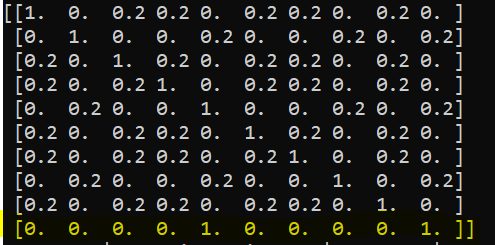 [[1. 0. 0.2 0.2 0. 0.2 0.2 0. 0.2 0. ]
[0. 1. 0. 0. 0.2 0. 0. 0.2 0. 0.2]
[0.2 0. 1. 0.2 0. 0.2 0.2 0. 0.2 0. ]
[0.2 0. 0.2 1. 0. 0.2 0.2 0. 0.2 0. ]
[0. 0.2 0. 0. 1. 0. 0. 0.2 0. 0.2]
[0.2 0. 0.2 0.2 0. 1. 0.2 0. 0.2 0. ]
[0.2 0. 0.2 0.2 0. 0.2 1. 0. 0.2 0. ]
[0. 0.2 0. 0. 0.2 0. 0. 1. 0. 0.2]
[0.2 0. 0.2 0.2 0. 0.2 0.2 0. 1. 0. ]
[0. 0. 0. 0. 1. 0. 0. 0. 0. 1. ]]